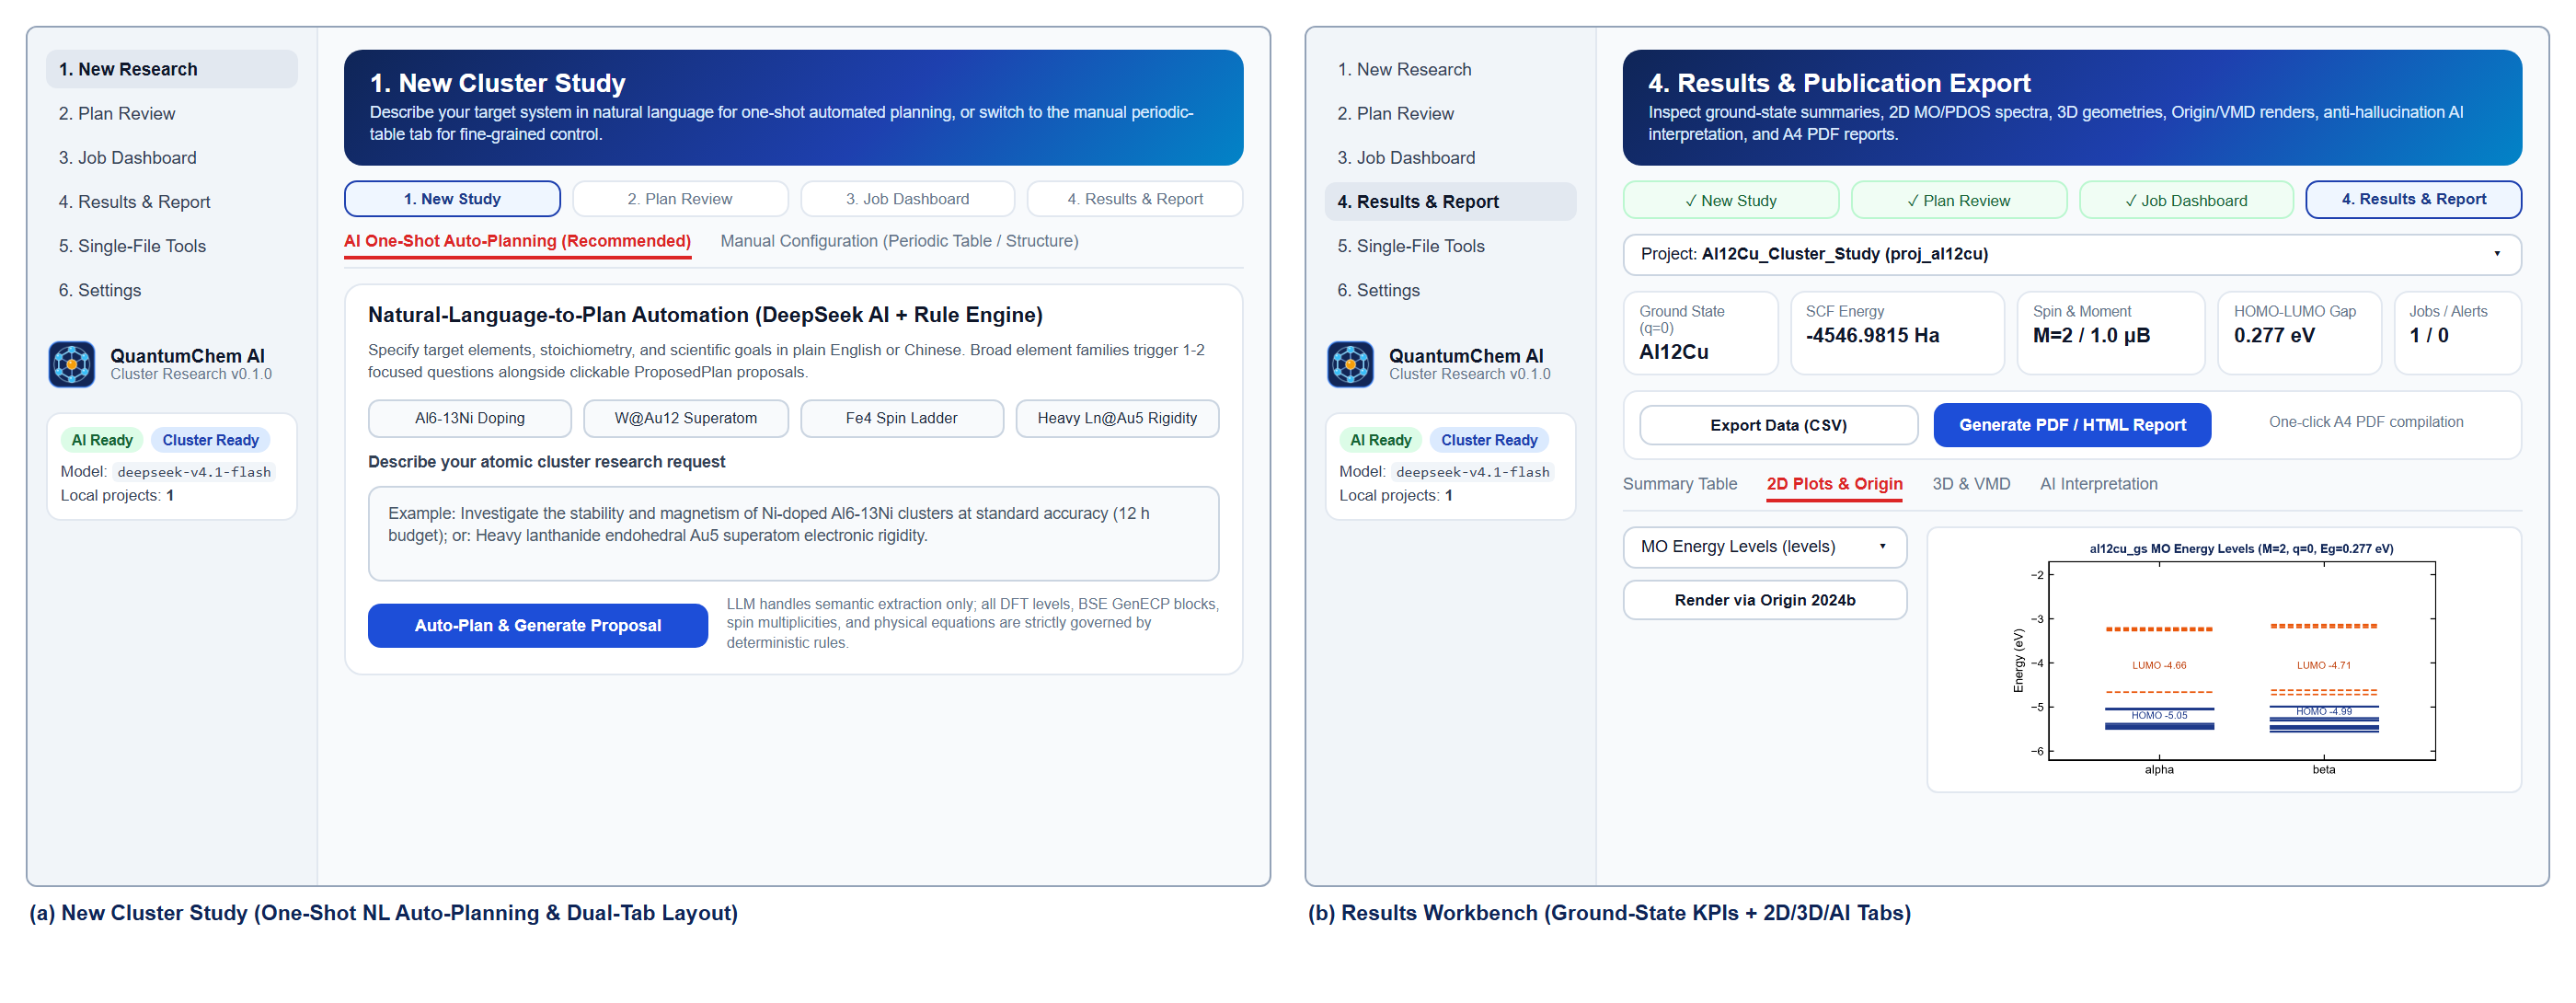 1. New Research
2. Plan Review
3. Job Dashboard
4. Results & Report
5. Single-File Tools
6. Settings
QuantumChem AI
Cluster Research v0.1.0
AI Ready Cluster Ready
Model: deepseek-v4.1-flash
Local projects: 1
1. New Cluster Study
Describe your target system in natural language for one-shot automated planning, or switch to the manual periodic-
table tab for fine-grained control.
1. New Study 2. Plan Review 3. Job Dashboard 4. Results & Report
AI One-Shot Auto-Planning (Recommended) Manual Configuration (Periodic Table / Structure)
Natural-Language-to-Plan Automation (DeepSeek AI + Rule Engine)
Specify target elements, stoichiometry, and scientific goals in plain English or Chinese. Broad element families trigger 1-2
focused questions alongside clickable ProposedPlan proposals.
Al6-13Ni Doping W@Au12 Superatom Fe4 Spin Ladder Heavy Ln@Au5 Rigidity
Describe your atomic cluster research request
Example: Investigate the stability and magnetism of Ni-doped Al6-13Ni clusters at standard accuracy (12 h
budget); or: Heavy lanthanide endohedral Au5 superatom electronic rigidity.
Auto-Plan & Generate Proposal
LLM handles semantic extraction only; all DFT levels, BSE GenECP blocks,
spin multiplicities, and physical equations are strictly governed by
deterministic rules.
(a) New Cluster Study (One-Shot NL Auto-Planning & Dual-Tab Layout)
1. New Research
2. Plan Review
3. Job Dashboard
4. Results & Report
5. Single-File Tools
6. Settings
QuantumChem AI
Cluster Research v0.1.0
AI Ready Cluster Ready
Model: deepseek-v4.1-flash
Local projects: 1
4. Results & Publication Export
Inspect ground-state summaries, 2D MO/PDOS spectra, 3D geometries, Origin/VMD renders, anti-hallucination AI
interpretation, and A4 PDF reports.
✓ New Study ✓ Plan Review ✓ Job Dashboard 4. Results & Report
Project: Al12Cu_Cluster_Study (proj_al12cu)
Ground State
(q=0)
Al12Cu
SCF Energy
-4546.9815 Ha
Spin & Moment
M=2 / 1.0 μB
HOMO-LUMO Gap
0.277 eV
Jobs / Alerts
1 / 0
Export Data (CSV) Generate PDF / HTML Report One-click A4 PDF compilation
Summary Table 2D Plots & Origin 3D & VMD AI Interpretation
MO Energy Levels (levels)
Render via Origin 2024b
al12cu_gs MO Energy Levels (M=2, q=0, Eg=0.277 eV)
Energy (eV)
−2
−3
−4
−5
−6
LUMO -4.66 LUMO -4.71
HOMO -5.05 HOMO -4.99
alpha beta
(b) Results Workbench (Ground-State KPIs + 2D/3D/AI Tabs)